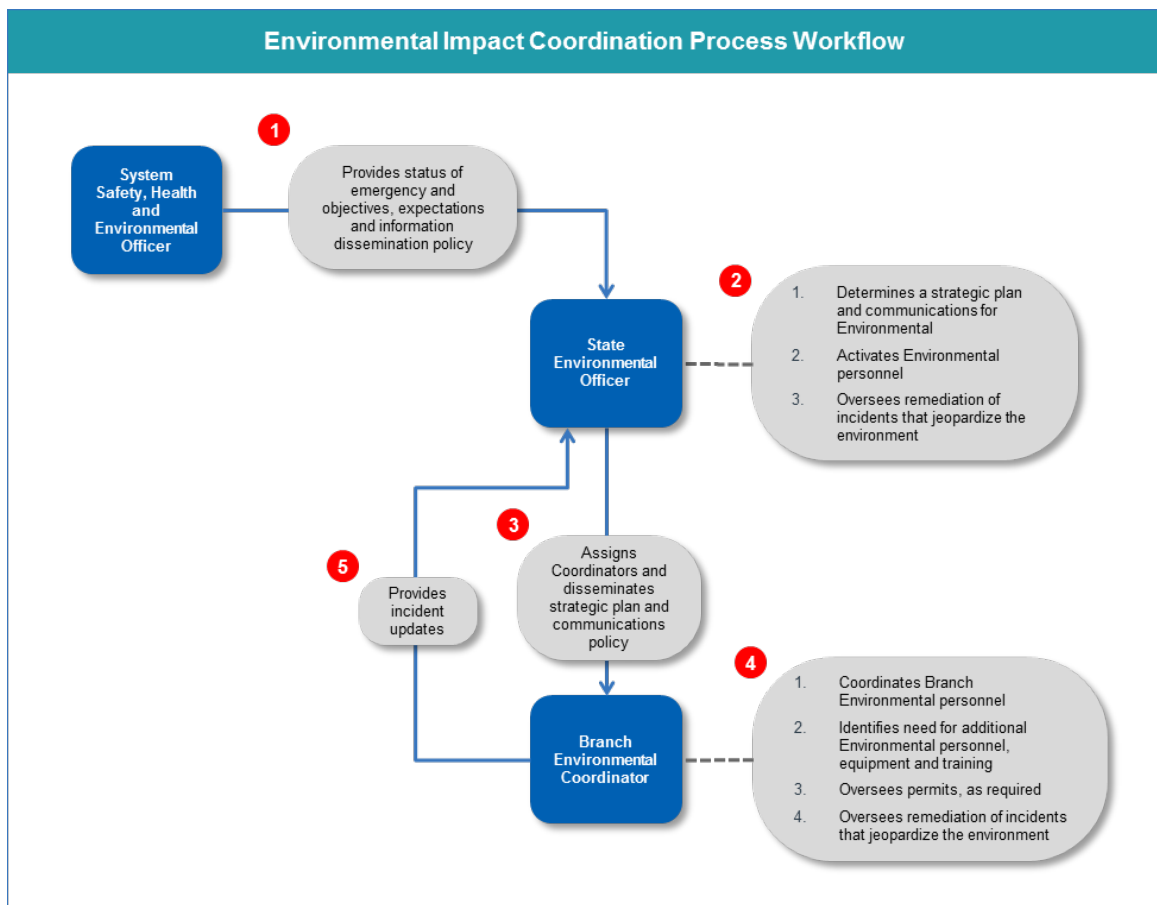 Environmental Impact Coordination Process Workflow
1
System
Safety, Health
and
Environmental
Officer
Provides status of
emergency and
objectives, expectations
and information
dissemination policy
2
State
Environmental
Officer
1. Determines a strategic plan
and communications for
Environmental
2. Activates Environmental
personnel
3. Oversees remediation of
incidents that jeopardize the
environment
3
Assigns
Coordinators and
disseminates
strategic plan and
communications
policy
5
Provides
incident
updates
4
Branch
Environmental
Coordinator
1. Coordinates Branch
Environmental personnel
2. Identifies need for additional
Environmental personnel,
equipment and training
3. Oversees permits, as required
4. Oversees remediation of incidents
that jeopardize the environment